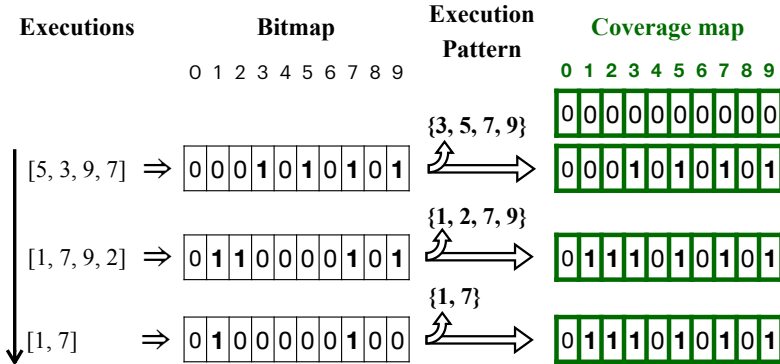 Executions Bitmap Execution Pattern Coverage map
0 1 2 3 4 5 6 7 8 9 0 1 2 3 4 5 6 7 8 9
0 0 0 0 0 0 0 0 0 0
{3, 5, 7, 9}
[5, 3, 9, 7] ⇒ 0 0 0 1 0 1 0 1 0 1 0 0 0 1 0 1 0 1 0 1
{1, 2, 7, 9}
[1, 7, 9, 2] ⇒ 0 1 1 0 0 0 0 1 0 1 0 1 1 1 0 1 0 1 0 1
{1, 7}
[1, 7] ⇒ 0 1 0 0 0 0 0 1 0 0 0 1 1 1 0 1 0 1 0 1